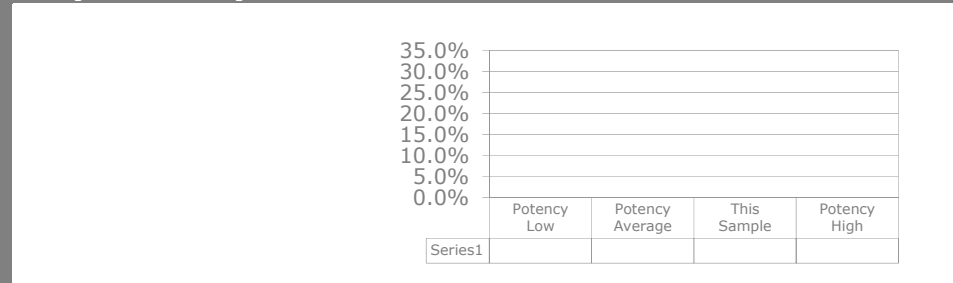 35.0%
30.0%
25.0%
20.0%
15.0%
10.0%
5.0%
0.0%
Potency Low
Potency Average
This Sample
Potency High
Series1